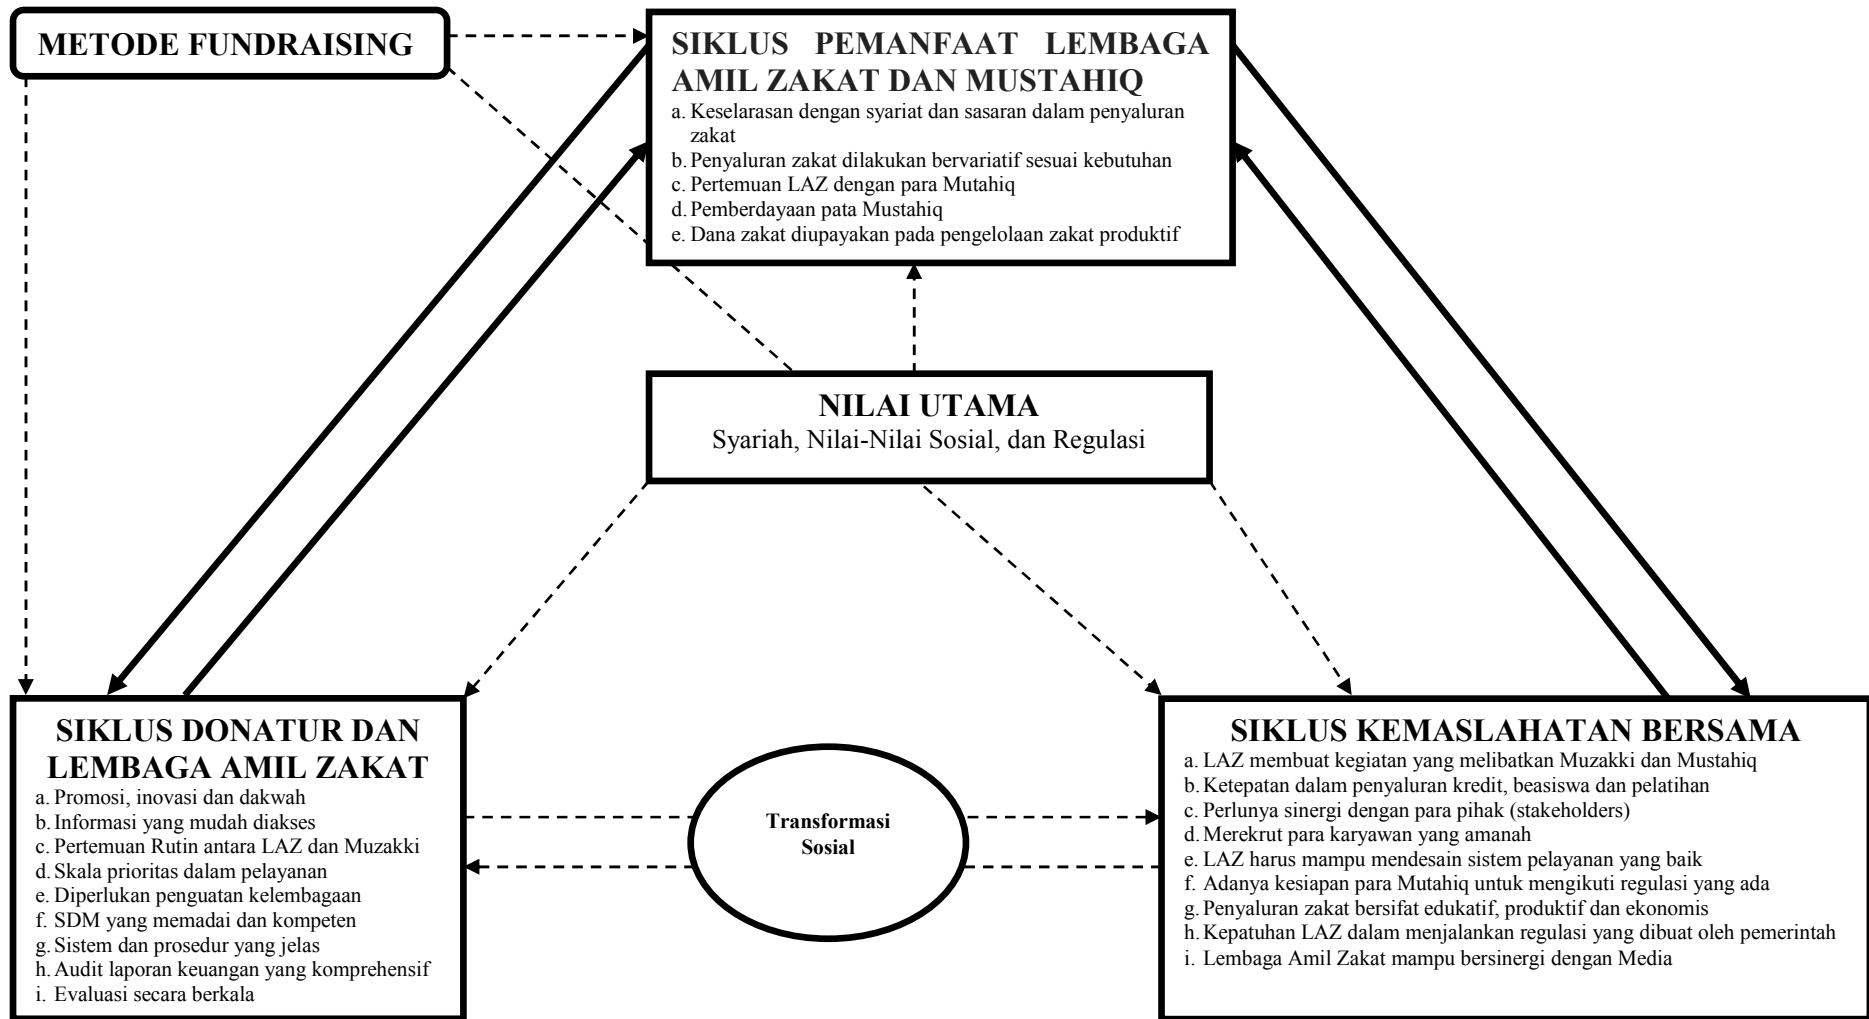 METODE FUNDRAISING
SIKLUS PEMANFAAT LEMBAGA
AMIL ZAKAT DAN MUSTAHIQ
a. Keselarasan dengan syariat dan sasaran dalam penyaluran
zakat
b. Penyaluran zakat dilakukan bervariatif sesuai kebutuhan
c. Pertemuan LAZ dengan para Mutahiq
d. Pemberdayaan pata Mustahiq
e. Dana zakat diupayakan pada pengelolaan zakat produktif
NILAI UTAMA
Syariah, Nilai-Nilai Sosial, dan Regulasi
SIKLUS DONATUR DAN
LEMBAGA AMIL ZAKAT
a. Promosi, inovasi dan dakwah
b. Informasi yang mudah diakses
c. Pertemuan Rutin antara LAZ dan Muzakki
d. Skala prioritas dalam pelayanan
e. Diperlukan penguatan kelembagaan
f. SDM yang memadai dan kompeten
g. Sistem dan prosedur yang jelas
h. Audit laporan keuangan yang komprehensif
i. Evaluasi secara berkala
Transformasi
Sosial
SIKLUS KEMASLAHATAN BERSAMA
a. LAZ membuat kegiatan yang melibatkan Muzakki dan Mustahiq
b. Ketepatan dalam penyaluran kredit, beasiswa dan pelatihan
c. Perlunya sinergi dengan para pihak (stakeholders)
d. Merekrut para karyawan yang amanah
e. LAZ harus mampu mendesain sistem pelayanan yang baik
f. Adanya kesiapan para Mutahiq untuk mengikuti regulasi yang ada
g. Penyaluran zakat bersifat edukatif, produktif dan ekonomis
h. Kepatuhan LAZ dalam menjalankan regulasi yang dibuat oleh pemerintah
i. Lembaga Amil Zakat mampu bersinergi dengan Media